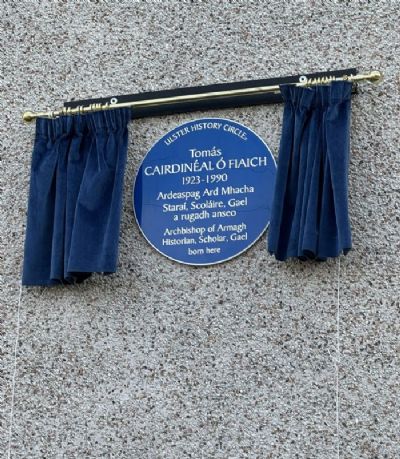 ULSTER HISTORY CIRCLE
Tomás
CAIRDINÉAL Ó FIAICH
1923-1990
Ardeaspag Ard Mhacha
Staraí, Scoláire, Gael
a rugadh anseo
Archbishop of Armagh
Historian, Scholar, Gael
born here